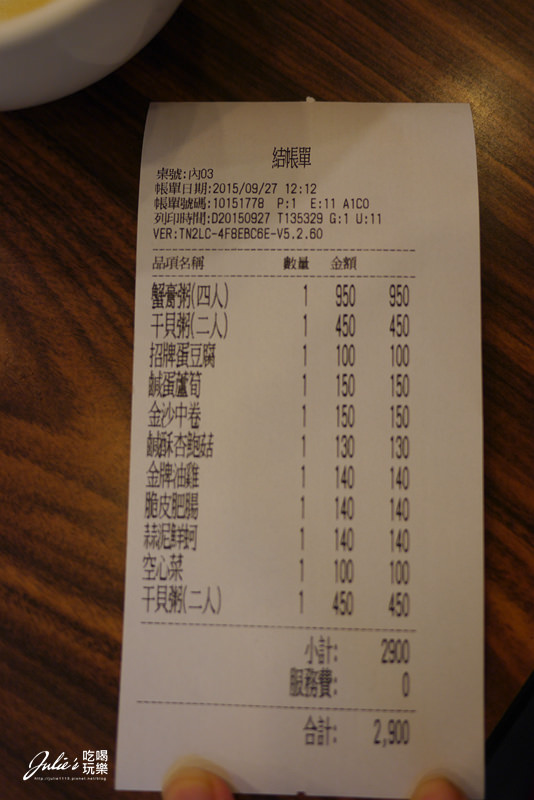 結帳單
桌號:內03
帳單日期:2015/09/27 12:12
帳單號碼:10151778 P:1 E:11 A1C0
列印時間:D20150927 T135329 G:1 U:11
VER:TN2LC-4F8EBC6E-V5.2.60
品項名稱 數量 金額
蟹膏粥(四人) 1 950 950
干貝粥(二人) 1 450 450
招牌蛋豆腐 1 100 100
鹹蛋蘆筍 1 150 150
金沙中卷 1 150 150
鹹酥杏鮑菇 1 130 130
金牌油雞 1 140 140
脆皮肥腸 1 140 140
蒜泥鮮蚵 1 140 140
空心菜 1 100 100
干貝粥(二人) 1 450 450
小計: 2900
服務費: 0
合計: 2,900
Julie's 吃喝玩樂
http://julie1115.pixnet.net/blog